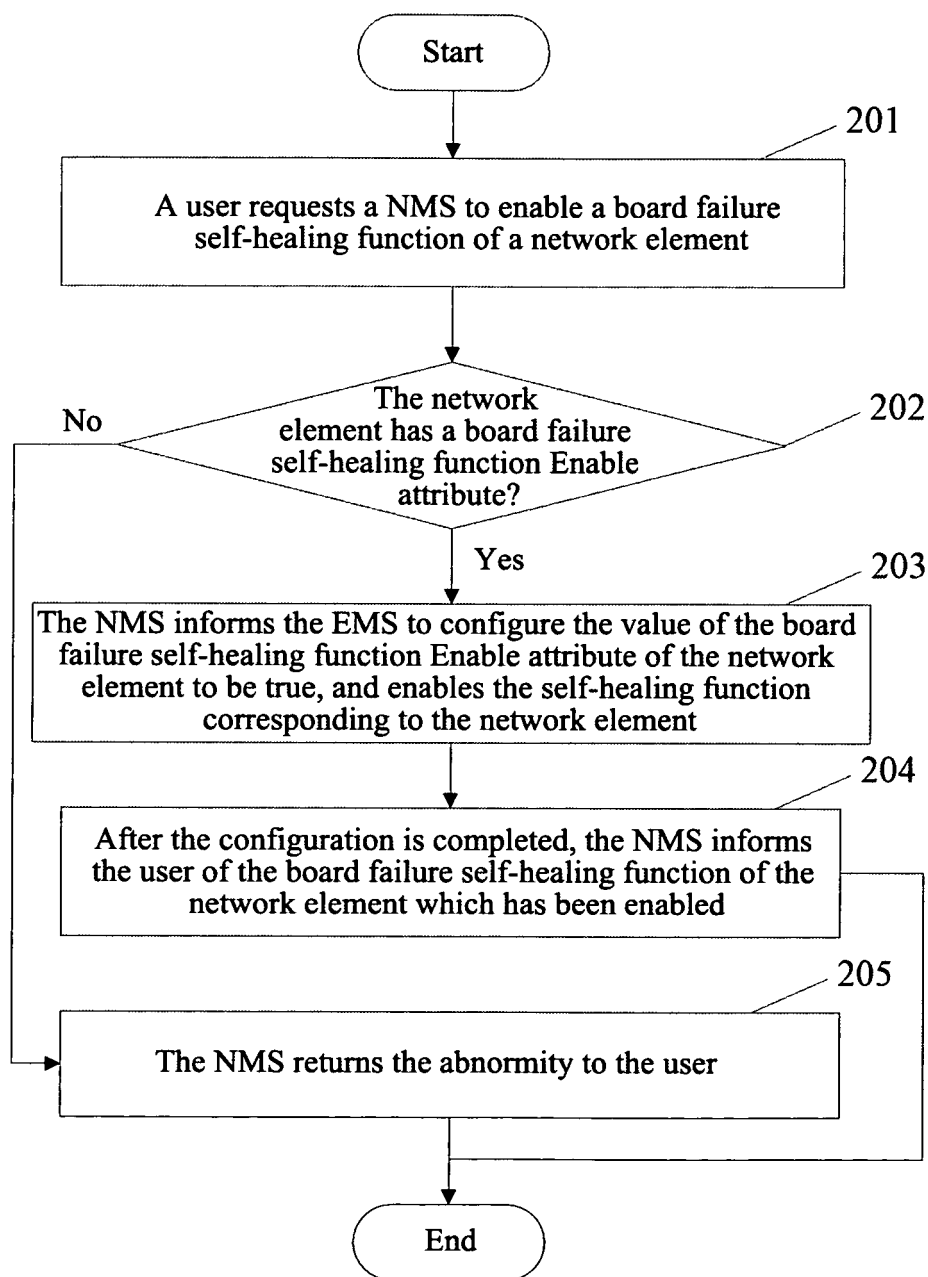 Start
201
A user requests a NMS to enable a board failure
self-healing function of a network element
202
No
The network
element has a board failure
self-healing function Enable
attribute?
Yes
203
The NMS informs the EMS to configure the value of the board
failure self-healing function Enable attribute of the network
element to be true, and enables the self-healing function
corresponding to the network element
204
After the configuration is completed, the NMS informs
the user of the board failure self-healing function of the
network element which has been enabled
205
The NMS returns the abnormity to the user
End